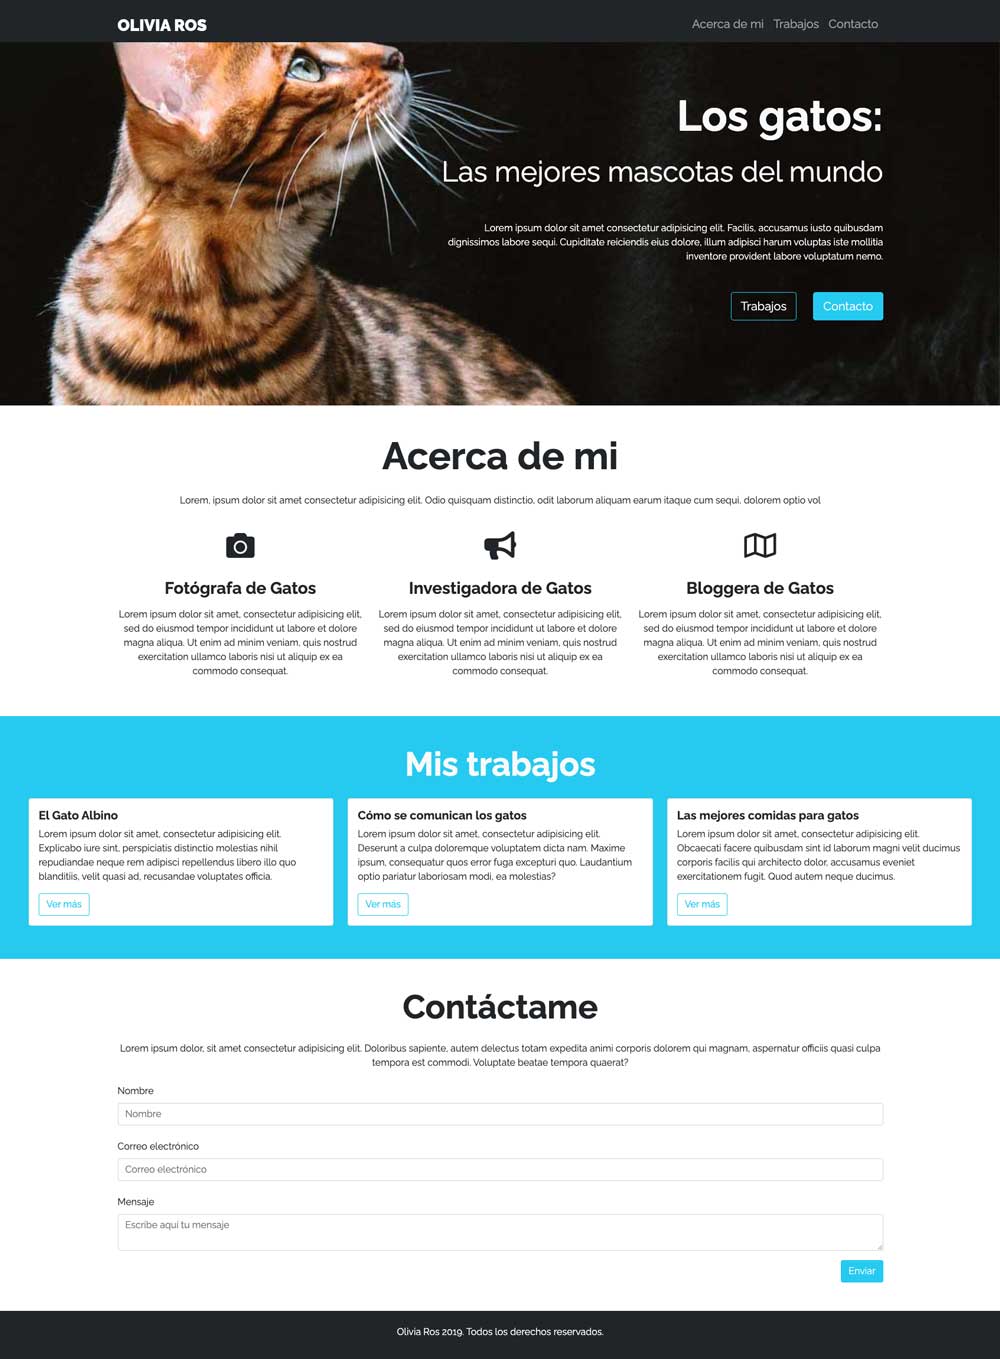 OLIVIA ROS
Acerca de mi Trabajos Contacto
Los gatos:
Las mejores mascotas del mundo
Lorem ipsum dolor sit amet consectetur adipisicing elit. Facilis, accusamus iusto quibusdam
dignissimos labore sequi. Cupiditate reiciendis eius dolore, illum adipisci harum voluptas iste mollitia
inventore provident labore voluptatum nemo.
Trabajos Contacto
Acerca de mi
Lorem, ipsum dolor sit amet consectetur adipisicing elit. Odio quisquam distinctio, odit laborum aliquam earum itaque cum sequi. dolorem optio vol
Fotógrafa de Gatos
Lorem ipsum dolor sit amet, consectetur adipisicing elit,
sed do eiusmod tempor incididunt ut labore et dolore
magna aliqua. Ut enim ad minim veniam, quis nostrud
exercitation ullamco laboris nisi ut aliquip ex ea
commodo consequat.
Investigadora de Gatos
Lorem ipsum dolor sit amet, consectetur adipisicing elit,
sed do eiusmod tempor incididunt ut labore et dolore
magna aliqua. Ut enim ad minim veniam, quis nostrud
exercitation ullamco laboris nisi ut aliquip ex ea
commodo consequat.
Bloggera de Gatos
Lorem ipsum dolor sit amet, consectetur adipisicing elit,
sed do eiusmod tempor incididunt ut labore et dolore
magna aliqua. Ut enim ad minim veniam, quis nostrud
exercitation ullamco laboris nisi ut aliquip ex ea
commodo consequat.
Mis trabajos
El Gato Albino
Lorem ipsum dolor sit amet, consectetur adipisicing elit.
Explicabo iure sint, perspiciatis distinctio molestias nihil
repudiandae neque rem adipisci repellendus libero illo quo
blanditiis, velit quasi ad, recusandae voluptates officia.
Ver más
Cómo se comunican los gatos
Lorem ipsum dolor sit amet, consectetur adipisicing elit.
Deserunt a culpa doloremque voluptatem dicta nam. Maxime
ipsum, consequatur quos error fuga excepturi quo. Laudantium
optio pariatur laboriosam modi, ea molestias?
Ver más
Las mejores comidas para gatos
Lorem ipsum dolor sit amet, consectetur adipisicing elit.
Obcaecati facere quibusdam sint id laborum magni velit ducimus
corporis facilis qui architecto dolor, accusamus eveniet
exercitationem fugit. Quod autem neque ducimus.
Ver más
Contáctame
Lorem ipsum dolor, sit amet consectetur adipisicing elit. Doloribus sapiente, autem delectus totam expedita animi corporis dolorem qui magnam, aspernatur officiis quasi culpa
tempora est commodi. Voluptate beatae tempora quaerat?
Nombre
Nombre
Correo electrónico
Correo electrónico
Mensaje
Escribe aquí tu mensaje
Enviar
Olivia Ros 2019. Todos los derechos reservados.